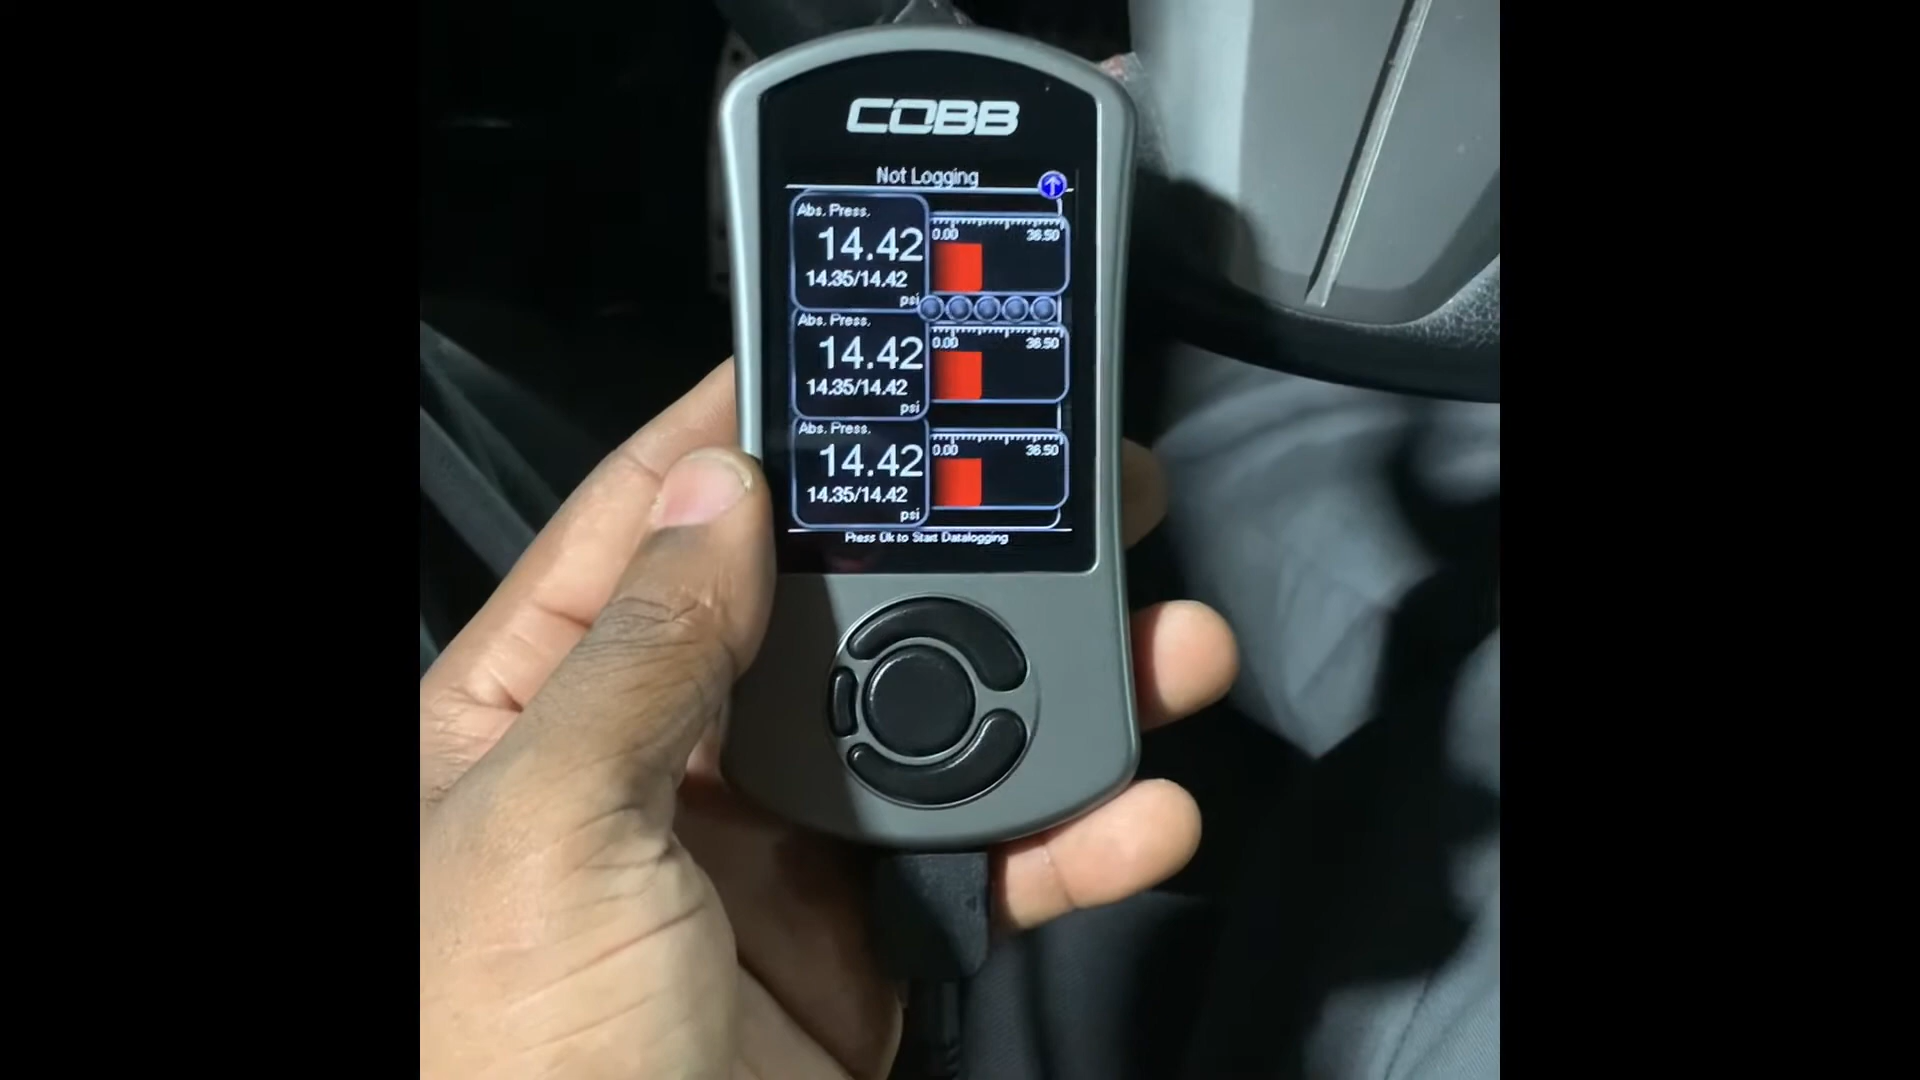 COBB
Not Logging
Abs. Press.
14.42
14.35/14.42
psi
0.00 36.50
Abs. Press.
14.42
14.35/14.42
psi
0.00 36.50
Abs. Press.
14.42
14.35/14.42
psi
0.00 36.50
Press Ok to Start Datalogging